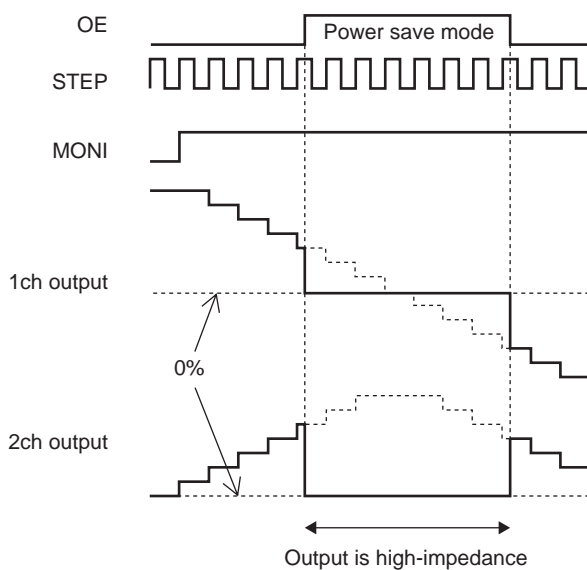 OE
Power save mode
STEP
MONI
1ch output
0%
2ch output
Output is high-impedance